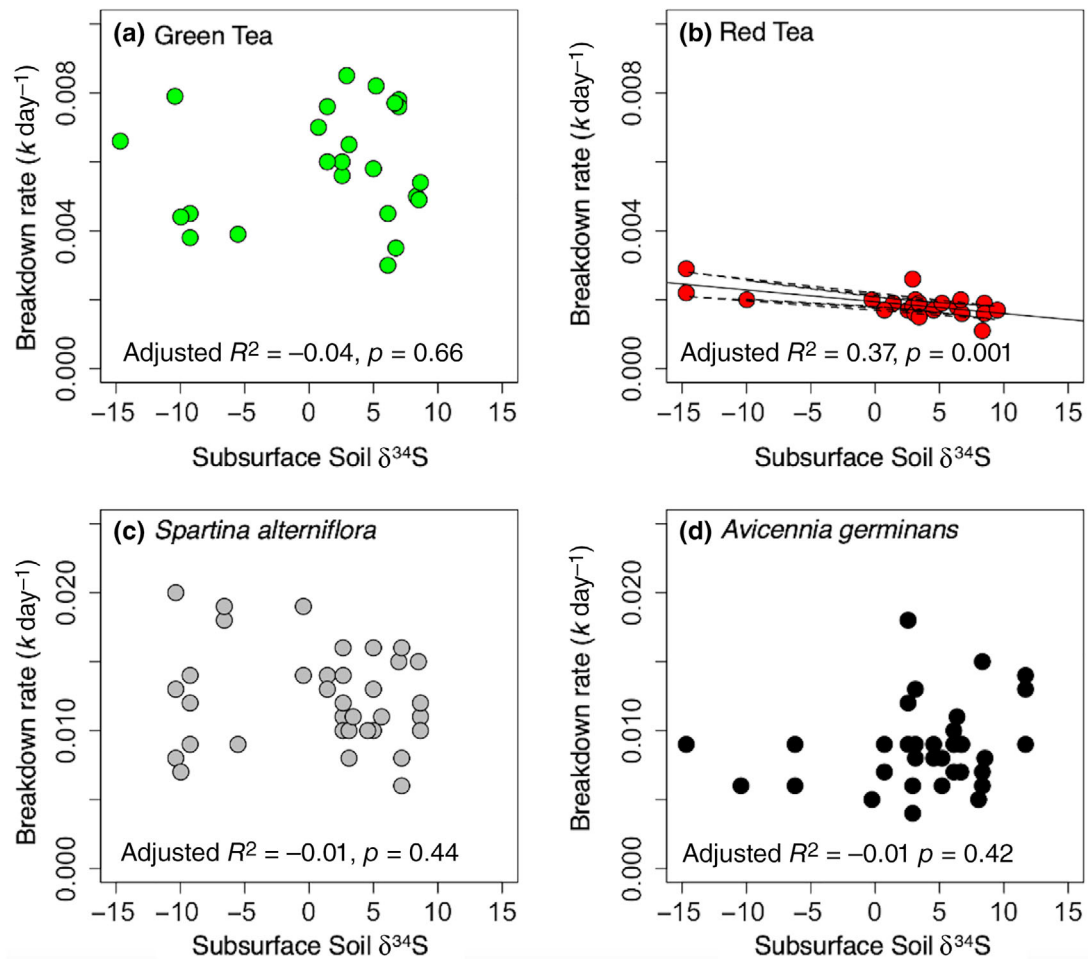 (a) Green Tea
Breakdown rate (k day–1)
0.008
0.004
0.000
Adjusted R2 = –0.04, p = 0.66
–15 –10 –5 0 5 10 15
Subsurface Soil δ34S
(b) Red Tea
Breakdown rate (k day–1)
0.008
0.004
0.000
Adjusted R2 = 0.37, p = 0.001
–15 –10 –5 0 5 10 15
Subsurface Soil δ34S
(c) Spartina alterniflora
Breakdown rate (k day–1)
0.020
0.010
0.000
Adjusted R2 = –0.01, p = 0.44
–15 –10 –5 0 5 10 15
Subsurface Soil δ34S
(d) Avicennia germinans
Breakdown rate (k day–1)
0.020
0.010
0.000
Adjusted R2 = –0.01 p = 0.42
–15 –10 –5 0 5 10 15
Subsurface Soil δ34S